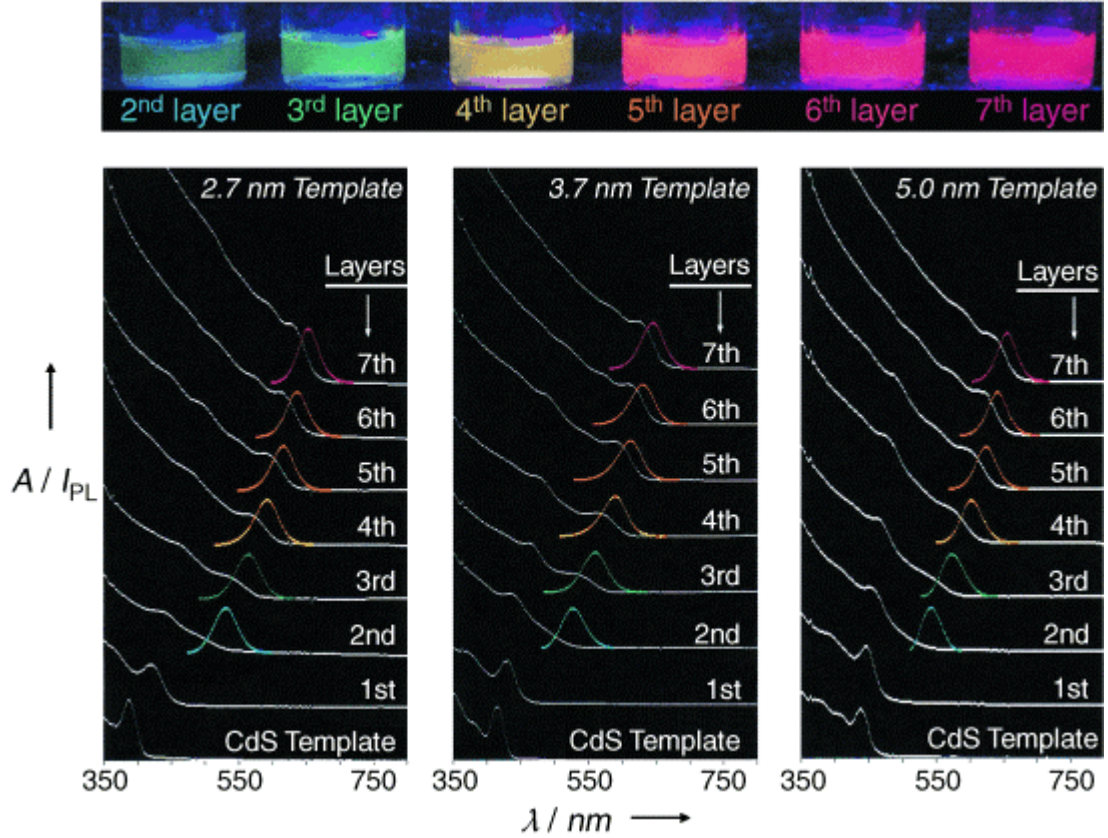 2nd layer 3rd layer 4th layer 5th layer 6th layer 7th layer
2.7 nm Template
Layers
7th
6th
5th
4th
3rd
2nd
1st
CdS Template
3.7 nm Template
Layers
7th
6th
5th
4th
3rd
2nd
1st
CdS Template
5.0 nm Template
Layers
7th
6th
5th
4th
3rd
2nd
1st
CdS Template
A / I_PL
350 550 750 350 550 750 350 550 750
λ / nm